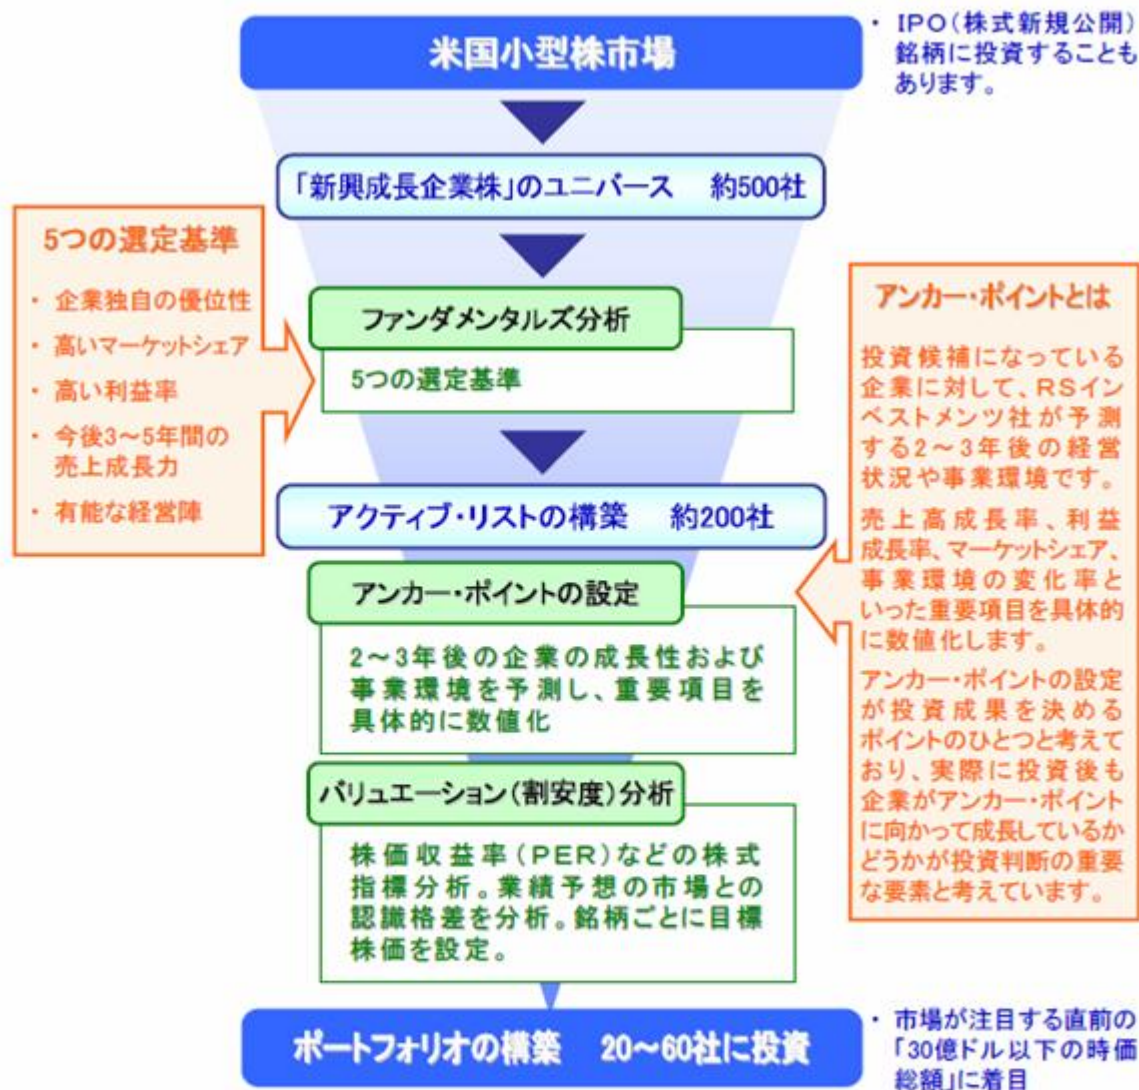 米国小型株市場
・ IPO(株式新規公開)
銘柄に投資することも
あります。
「新興成長企業株」のユニバース 約500社
5つの選定基準
・ 企業独自の優位性
・ 高いマーケットシェア
・ 高い利益率
・ 今後3～5年間の
売上成長力
・ 有能な経営陣
ファンダメンタルズ分析
5つの選定基準
アクティブ・リストの構築 約200社
アンカー・ポイントの設定
2～3年後の企業の成長性および
事業環境を予測し、重要項目を
具体的に数値化
バリュエーション(割安度)分析
株価収益率(PER)などの株式
指標分析。業績予想の市場との
認識格差を分析。銘柄ごとに目標
株価を設定。
アンカー・ポイントとは
投資候補になっている
企業に対して、RSイン
ベストメンツ社が予測
する2～3年後の経営
状況や事業環境です。
売上高成長率、利益
成長率、マーケットシェア、
事業環境の変化率と
いった重要項目を具体的
に数値化します。
アンカー・ポイントの設定
が投資成果を決める
ポイントのひとつと考えて
おり、実際に投資後も
企業がアンカー・ポイント
に向かって成長しているか
どうかが投資判断の重要
な要素と考えています。
ポートフォリオの構築 20～60社に投資
・ 市場が注目する直前の
「30億ドル以下の時価
総額」に着目